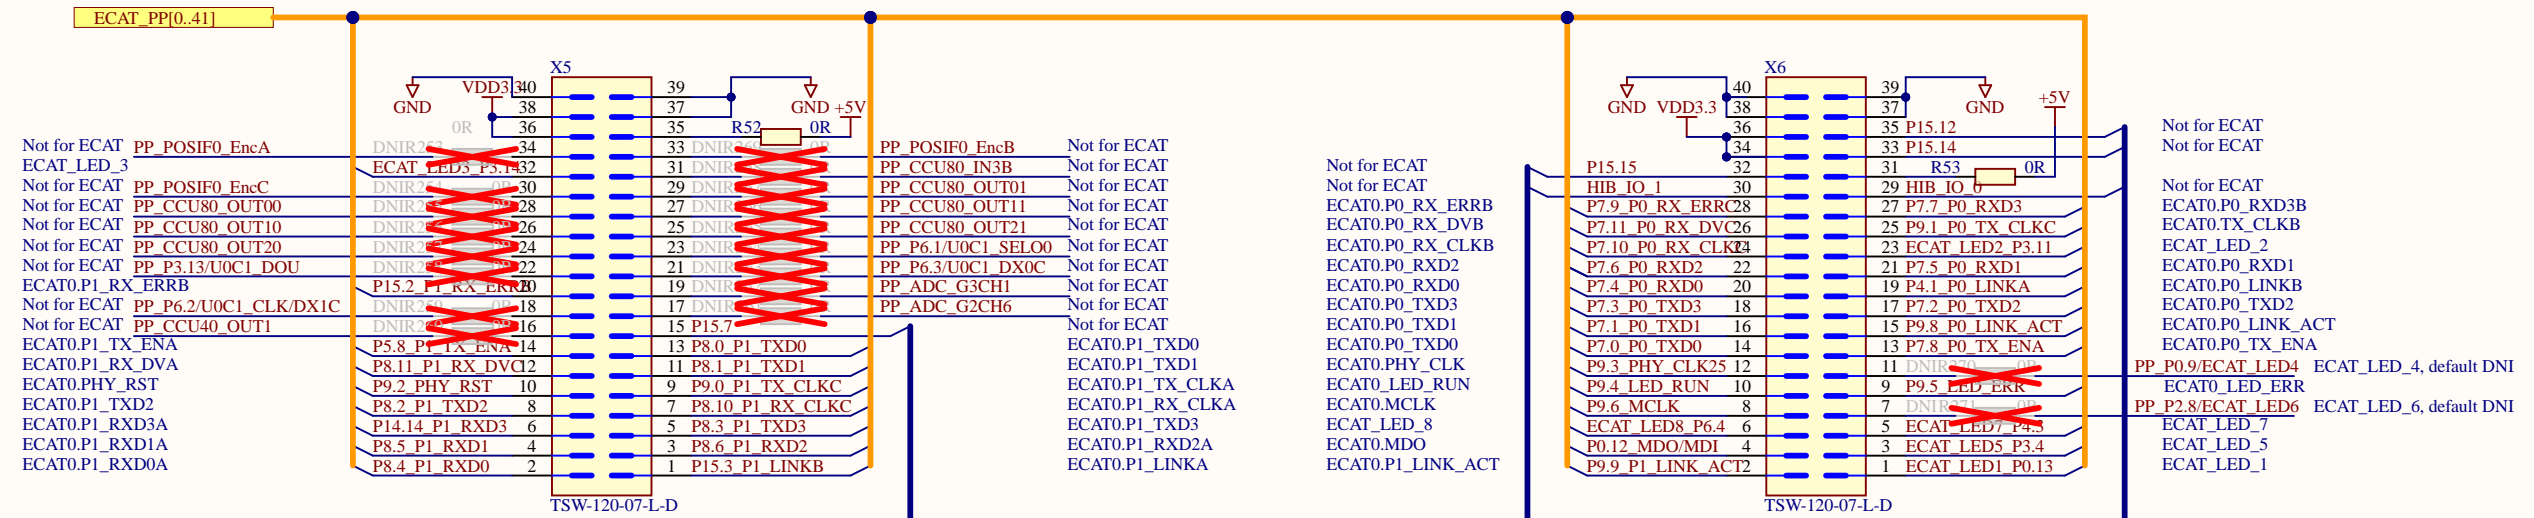 ECAT_PP[0..41]
X5
GND
VDD3.3
40
39
38
37
GND
+5V
0R
36
35
R52
0R
Not for ECAT PP_POSIF0_EncA
34
33
PP_POSIF0_EncB Not for ECAT
ECAT_LED_3
ECAT_LED3_P3.14
32
31
PP_CCU80_IN3B Not for ECAT
Not for ECAT PP_POSIF0_EncC
0R
30
29
PP_CCU80_OUT01 Not for ECAT
Not for ECAT PP_CCU80_OUT00
28
27
PP_CCU80_OUT11 Not for ECAT
Not for ECAT PP_CCU80_OUT10
26
25
PP_CCU80_OUT21 Not for ECAT
Not for ECAT PP_CCU80_OUT20
24
23
PP_P6.1/U0C1_SELO0 Not for ECAT
Not for ECAT PP_P3.13/U0C1_DOU
22
21
PP_P6.3/U0C1_DX0C Not for ECAT
ECAT0.P1_RX_ERRB
P15.2_P1_RX_ERRB
20
19
PP_ADC_G3CH1 Not for ECAT
Not for ECAT PP_P6.2/U0C1_CLK/DX1C
0R
18
17
PP_ADC_G2CH6 Not for ECAT
Not for ECAT PP_CCU40_OUT1
16
15
P15.7
Not for ECAT
ECAT0.P1_TX_ENA
P5.8_P1_TX_ENA
14
13
P8.0_P1_TXD0
ECAT0.P1_TXD0
ECAT0.P1_RX_DVA
P8.11_P1_RX_DVC
12
11
P8.1_P1_TXD1
ECAT0.P1_TXD1
ECAT0.PHY_RST
P9.2_PHY_RST
10
9
P9.0_P1_TX_CLKC
ECAT0.P1_TX_CLKA
ECAT0.P1_TXD2
P8.2_P1_TXD2
8
7
P8.10_P1_RX_CLKC
ECAT0.P1_RX_CLKA
ECAT0.P1_RXD3A
P14.14_P1_RXD3
6
5
P8.3_P1_TXD3
ECAT0.P1_TXD3
ECAT0.P1_RXD1A
P8.5_P1_RXD1
4
3
P8.6_P1_RXD2
ECAT0.P1_RXD2A
ECAT0.P1_RXD0A
P8.4_P1_RXD0
2
1
P15.3_P1_LINKB
ECAT0.P1_LINKA
TSW-120-07-L-D
X6
GND
VDD3.3
40
39
38
37
GND
+5V
36
35
P15.12
Not for ECAT
34
33
P15.14
Not for ECAT
Not for ECAT
P15.15
32
31
R53
0R
Not for ECAT
HIB_IO_1
30
29
HIB_IO_0
Not for ECAT
ECAT0.P0_RX_ERRB
P7.9_P0_RX_ERRC
28
27
P7.7_P0_RXD3
ECAT0.P0_RXD3B
ECAT0.P0_RX_DVB
P7.11_P0_RX_DVC
26
25
P9.1_P0_TX_CLKC
ECAT0.TX_CLKB
ECAT0.P0_RX_CLKB
P7.10_P0_RX_CLKC
24
23
ECAT_LED2_P3.11
ECAT_LED_2
ECAT0.P0_RXD2
P7.6_P0_RXD2
22
21
P7.5_P0_RXD1
ECAT0.P0_RXD1
ECAT0.P0_RXD0
P7.4_P0_RXD0
20
19
P4.1_P0_LINKA
ECAT0.P0_LINKB
ECAT0.P0_TXD3
P7.3_P0_TXD3
18
17
P7.2_P0_TXD2
ECAT0.P0_TXD2
ECAT0.P0_TXD1
P7.1_P0_TXD1
16
15
P9.8_P0_LINK_ACT
ECAT0.P0_LINK_ACT
ECAT0.P0_TXD0
P7.0_P0_TXD0
14
13
P7.8_P0_TX_ENA
ECAT0.P0_TX_ENA
ECAT0.PHY_CLK
P9.3_PHY_CLK25
12
11
DNIR270
0R
PP_P0.9/ECAT_LED4 ECAT_LED_4, default DNI
ECAT0_LED_RUN
P9.4_LED_RUN
10
9
P9.5_LED_ERR
ECAT0_LED_ERR
ECAT0.MCLK
P9.6_MCLK
8
7
DNIR271
0R
PP_P2.8/ECAT_LED6 ECAT_LED_6, default DNI
ECAT_LED_8
ECAT_LED8_P6.4
6
5
ECAT_LED7_P4.3
ECAT_LED_7
ECAT0.MDO
P0.12_MDO/MDI
4
3
ECAT_LED5_P3.4
ECAT_LED_5
ECAT0.P1_LINK_ACT
P9.9_P1_LINK_ACT
2
1
ECAT_LED1_P0.13
ECAT_LED_1
TSW-120-07-L-D